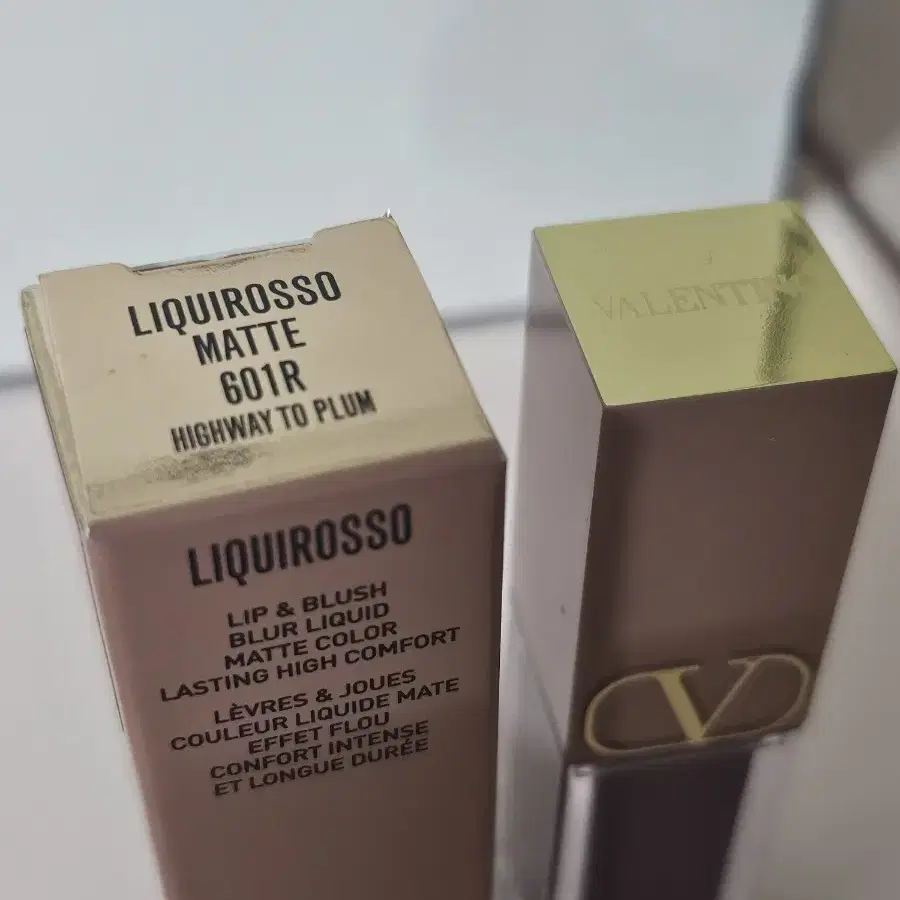 LIQUIROSSO
MATTE
601R
HIGHWAY TO PLUM
LIQUIROSSO
LIP & BLUSH
BLUR LIQUID
MATTE COLOR
LASTING HIGH COMFORT
LÈVRES & JOUES
COULEUR LIQUIDE MATE
EFFET FLOU
CONFORT INTENSE
ET LONGUE DURÉE
VALENTINO
V